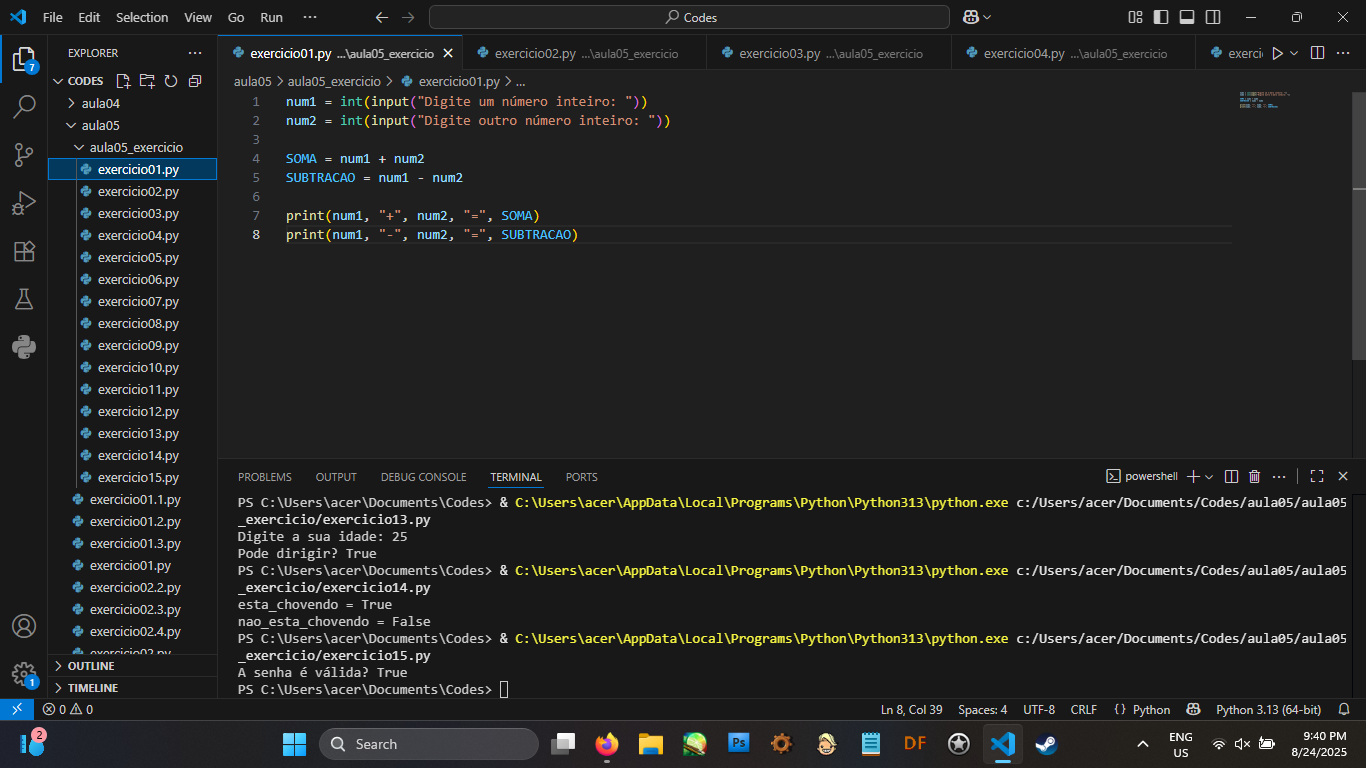 File Edit Selection View Go Run ··· Codes
EXPLORER ···
exercicio01.py ...\aula05_exercicio
exercicio02.py ...\aula05_exercicio
exercicio03.py ...\aula05_exercicio
exercicio04.py ...\aula05_exercicio
exerci
CODES
aula04
aula05
aula05_exercicio
exercicio01.py
exercicio02.py
exercicio03.py
exercicio04.py
exercicio05.py
exercicio06.py
exercicio07.py
exercicio08.py
exercicio09.py
exercicio10.py
exercicio11.py
exercicio12.py
exercicio13.py
exercicio14.py
exercicio15.py
exercicio01.1.py
exercicio01.2.py
exercicio01.3.py
exercicio01.py
exercicio02.2.py
exercicio02.3.py
exercicio02.4.py
exercicio02.py
OUTLINE
TIMELINE
7
1
aula05 > aula05_exercicio > exercicio01.py > ...
1 num1 = int(input("Digite um número inteiro: "))
2 num2 = int(input("Digite outro número inteiro: "))
3
4 SOMA = num1 + num2
5 SUBTRACAO = num1 - num2
6
7 print(num1, "+", num2, "=", SOMA)
8 print(num1, "-", num2, "=", SUBTRACAO)
PROBLEMS OUTPUT DEBUG CONSOLE TERMINAL PORTS powershell
PS C:\Users\acer\Documents\Codes> & C:\Users\acer\AppData\Local\Programs\Python\Python313\python.exe c:/Users/acer/Documents/Codes/aula05/aula05
_exercicio/exercicio13.py
Digite a sua idade: 25
Pode dirigir? True
PS C:\Users\acer\Documents\Codes> & C:\Users\acer\AppData\Local\Programs\Python\Python313\python.exe c:/Users/acer/Documents/Codes/aula05/aula05
_exercicio/exercicio14.py
esta_chovendo = True
nao_esta_chovendo = False
PS C:\Users\acer\Documents\Codes> & C:\Users\acer\AppData\Local\Programs\Python\Python313\python.exe c:/Users/acer/Documents/Codes/aula05/aula05
_exercicio/exercicio15.py
A senha é válida? True
PS C:\Users\acer\Documents\Codes>
0 0 Ln 8, Col 39 Spaces: 4 UTF-8 CRLF {} Python Python 3.13 (64-bit)
2 Search Ps DF ENG
US
9:40 PM
8/24/2025